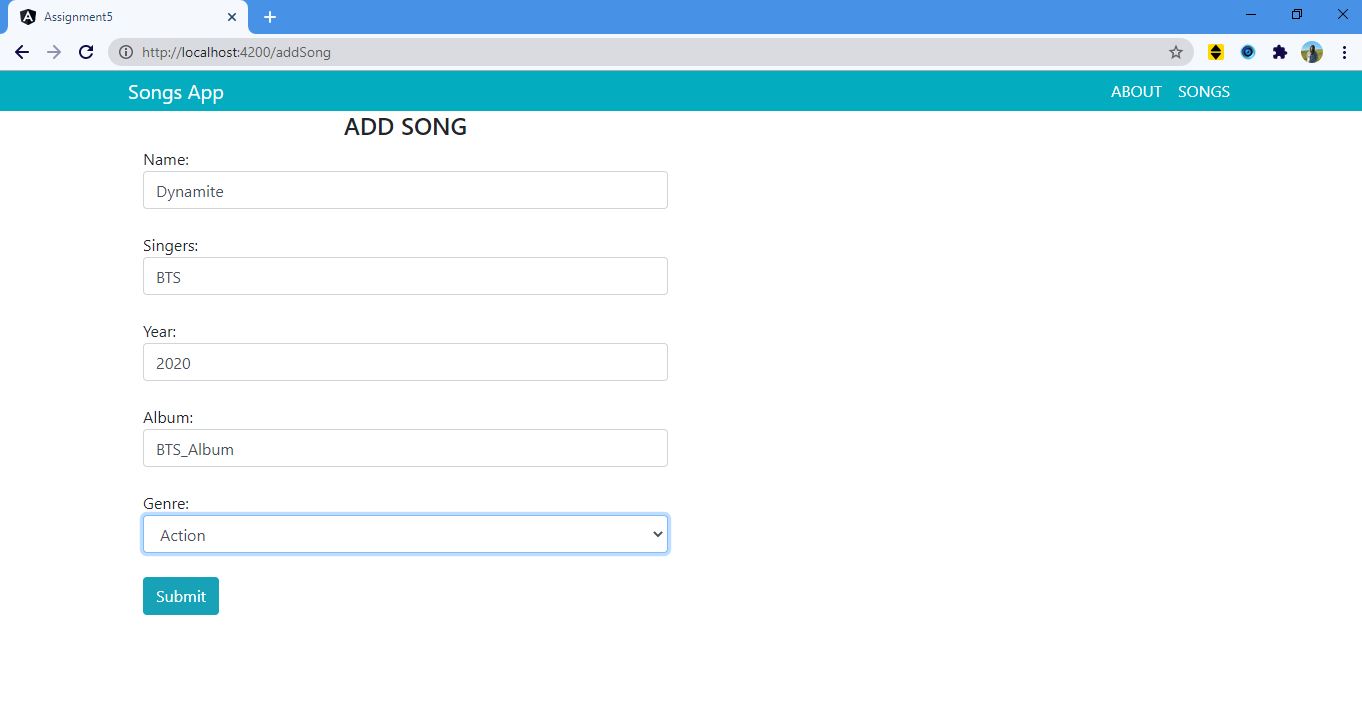 Assignment5
http://localhost:4200/addSong
Songs App ABOUT SONGS
ADD SONG
Name:
Dynamite
Singers:
BTS
Year:
2020
Album:
BTS_Album
Genre:
Action
Submit